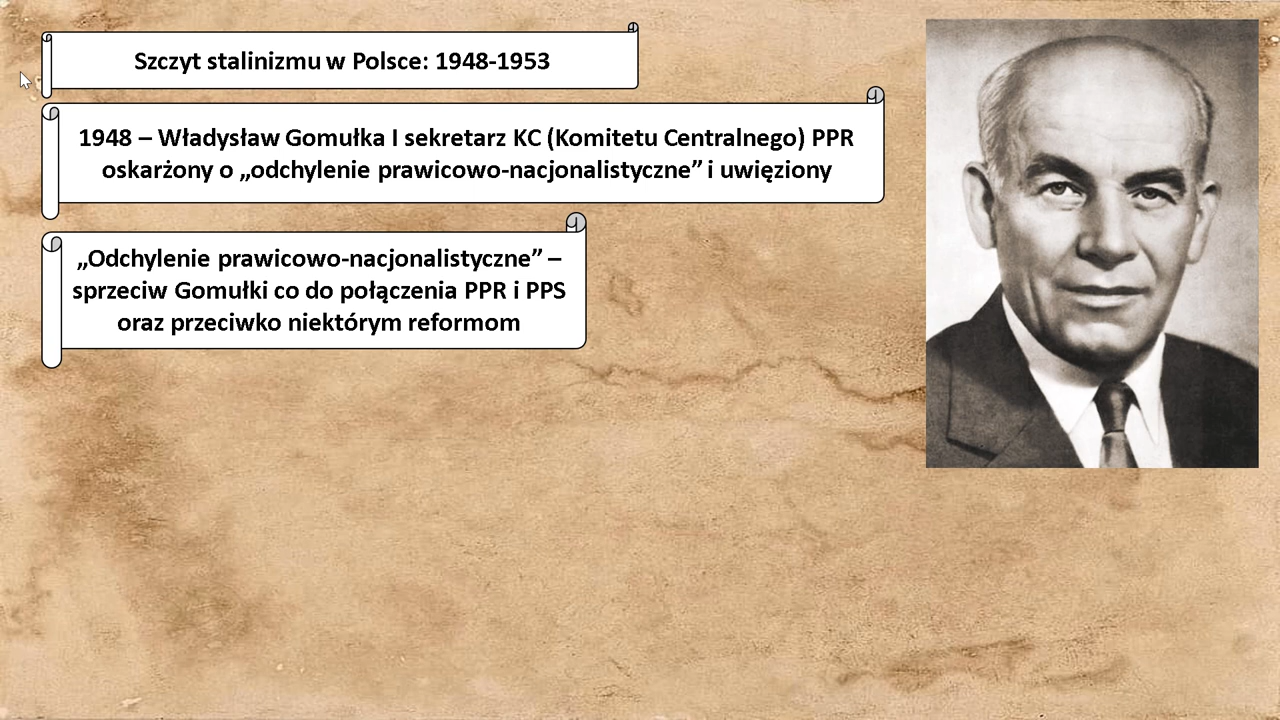 Szczyt stalinizmu w Polsce: 1948-1953
1948 – Władysław Gomułka I sekretarz KC (Komitetu Centralnego) PPR
oskarżony o „odchylenie prawicowo-nacjonalistyczne” i uwięziony
„Odchylenie prawicowo-nacjonalistyczne” –
sprzeciw Gomułki co do połączenia PPR i PPS
oraz przeciwko niektórym reformom